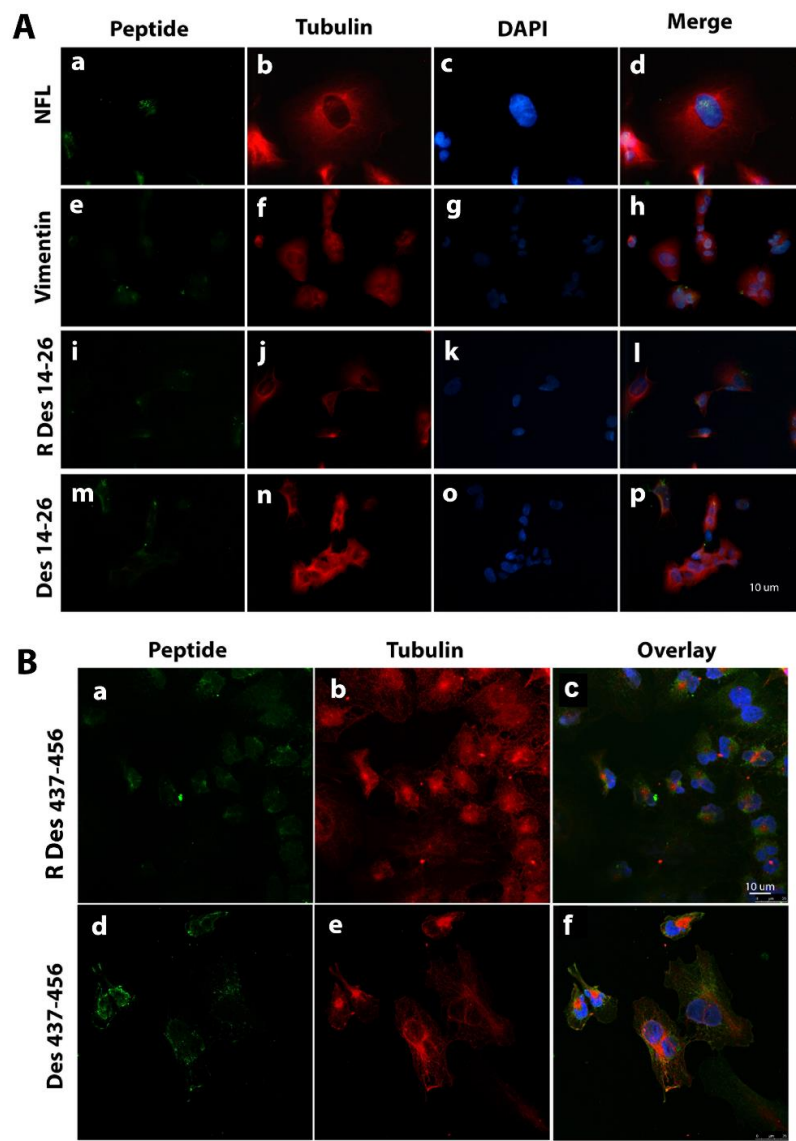 A
Peptide Tubulin DAPI Merge
NFL
a b c d
Vimentin
e f g h
R Des 14-26
i j k l
Des 14-26
m n o p
10 um
B
Peptide Tubulin Overlay
R Des 437-456
a b c
10 um
Des 437-456
d e f